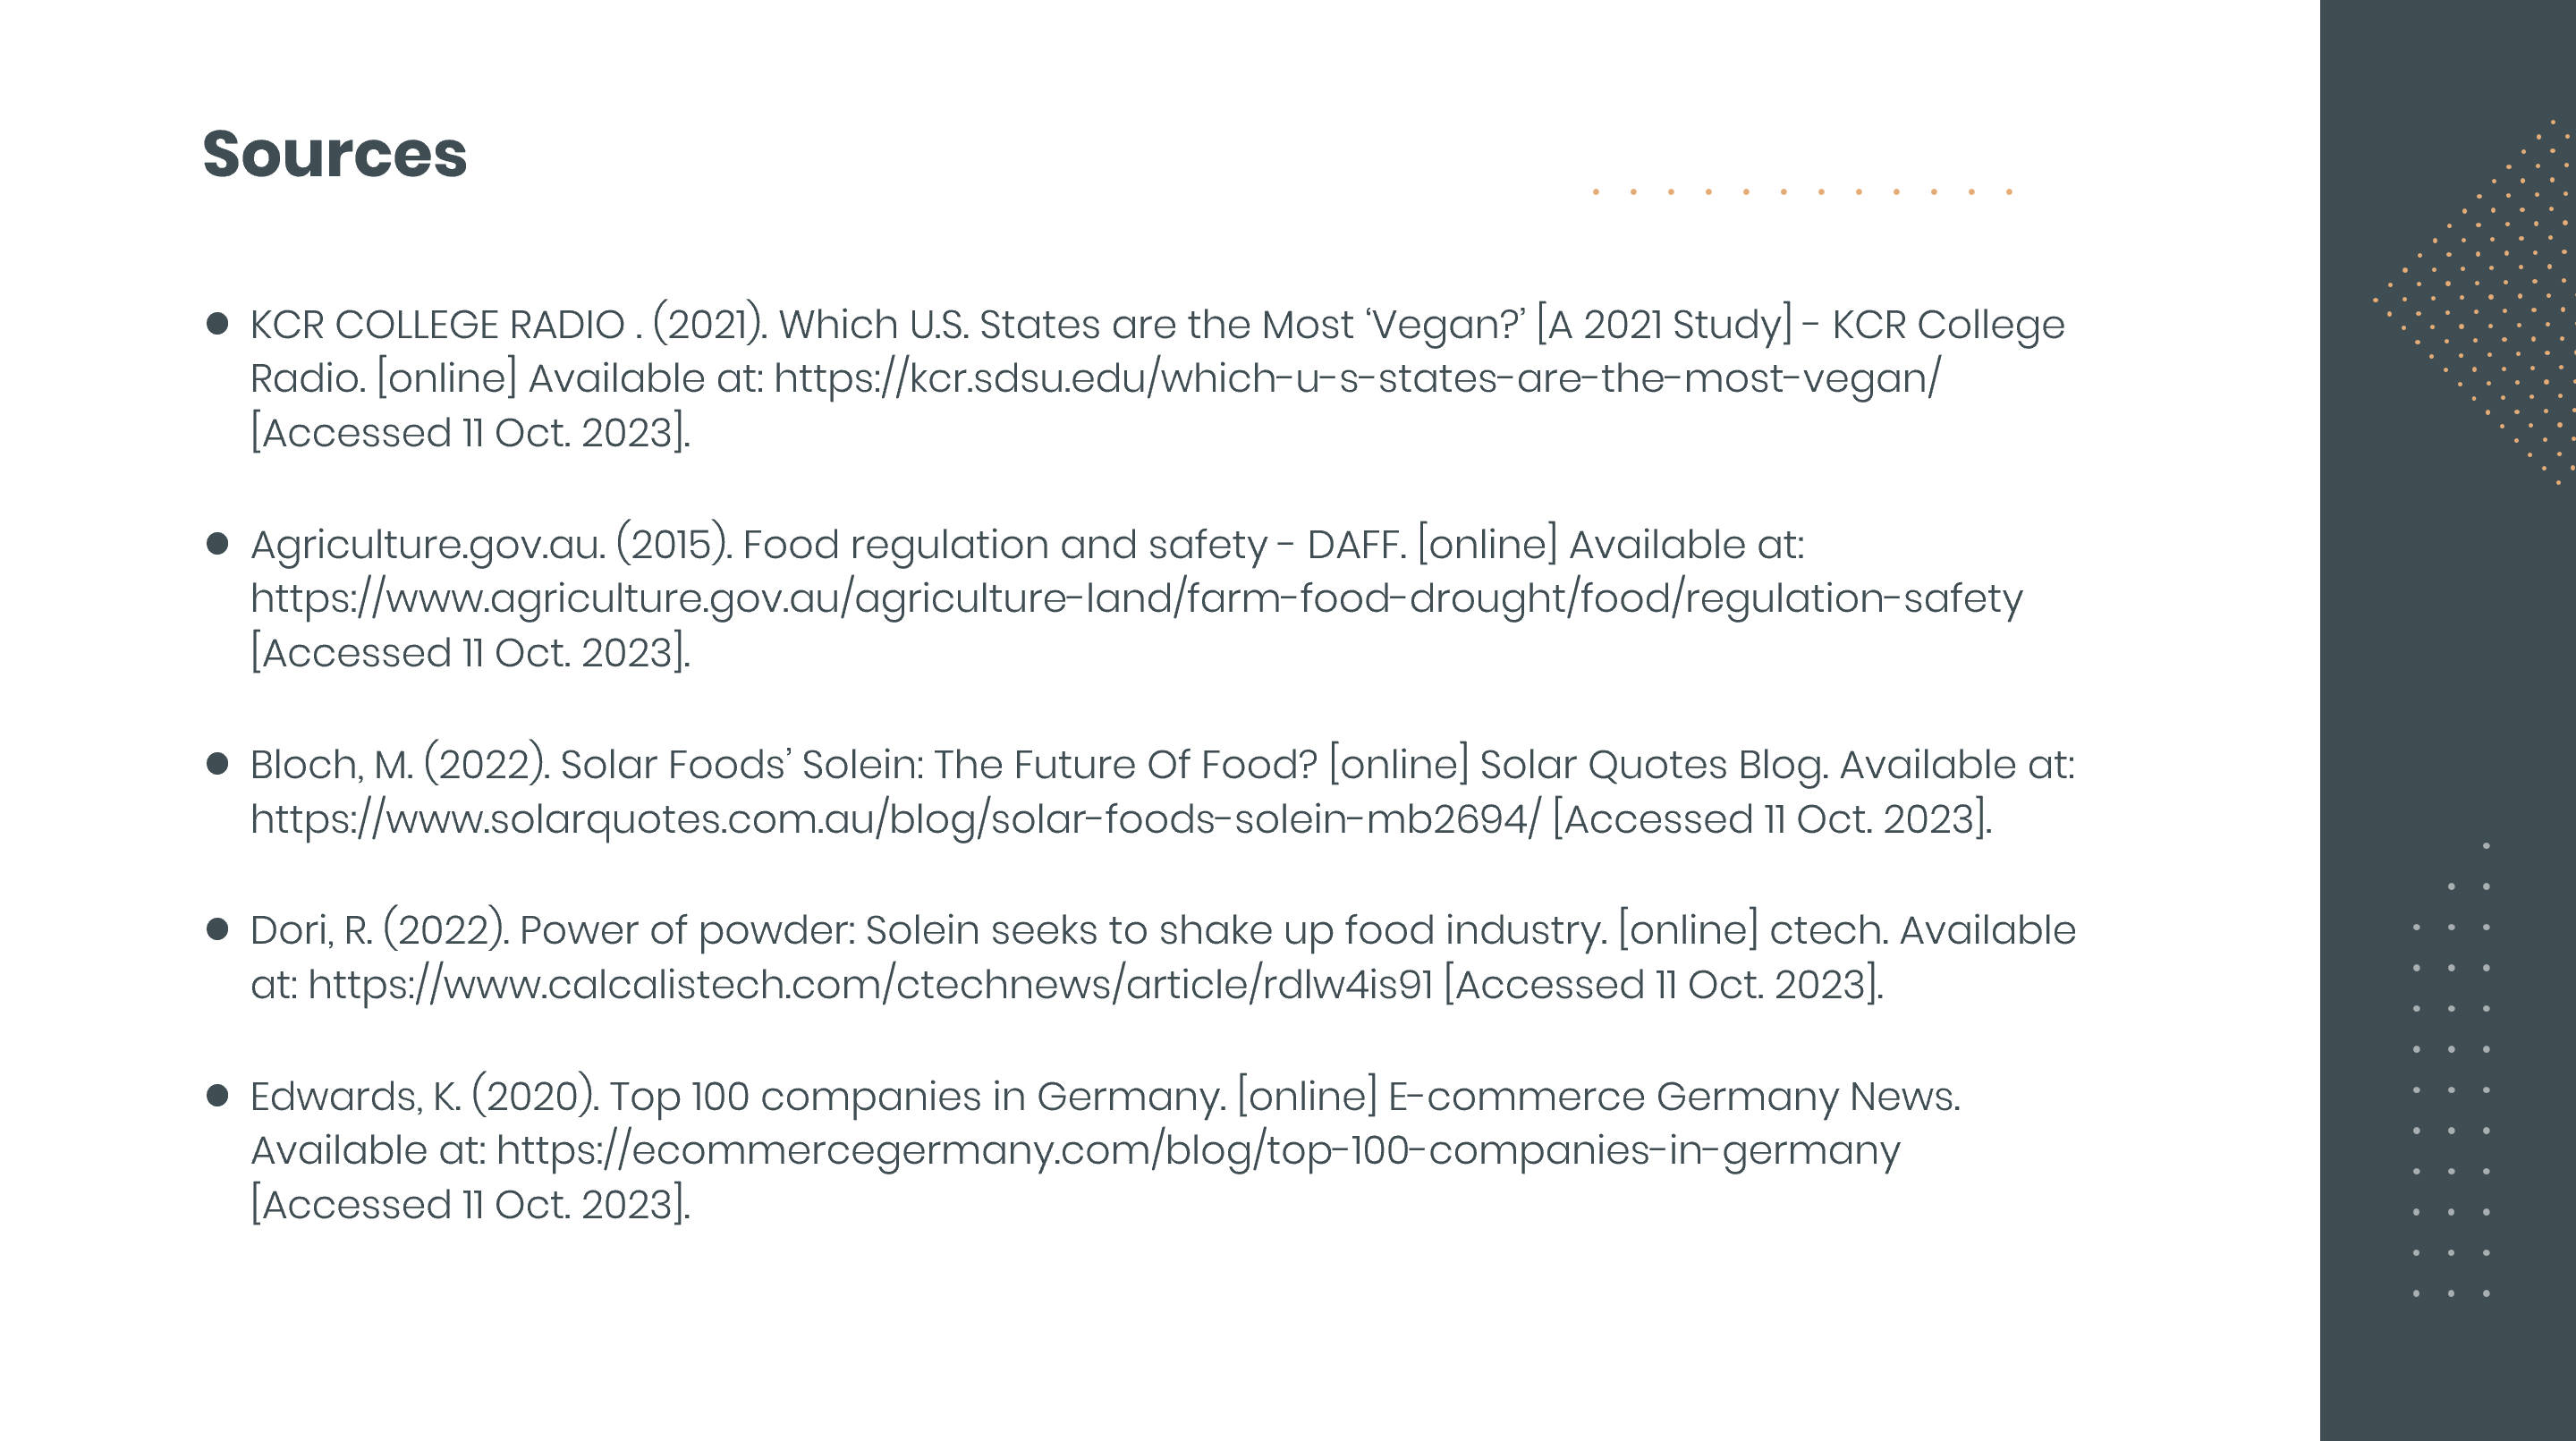 Sources
● KCR COLLEGE RADIO . (2021). Which U.S. States are the Most ‘Vegan?’ [A 2021 Study] - KCR College
Radio. [online] Available at: https://kcr.sdsu.edu/which-u-s-states-are-the-most-vegan/
[Accessed 11 Oct. 2023].
● Agriculture.gov.au. (2015). Food regulation and safety - DAFF. [online] Available at:
https://www.agriculture.gov.au/agriculture-land/farm-food-drought/food/regulation-safety
[Accessed 11 Oct. 2023].
● Bloch, M. (2022). Solar Foods’ Solein: The Future Of Food? [online] Solar Quotes Blog. Available at:
https://www.solarquotes.com.au/blog/solar-foods-solein-mb2694/ [Accessed 11 Oct. 2023].
● Dori, R. (2022). Power of powder: Solein seeks to shake up food industry. [online] ctech. Available
at: https://www.calcalistech.com/ctechnews/article/rdlw4is91 [Accessed 11 Oct. 2023].
● Edwards, K. (2020). Top 100 companies in Germany. [online] E-commerce Germany News.
Available at: https://ecommercegermany.com/blog/top-100-companies-in-germany
[Accessed 11 Oct. 2023].